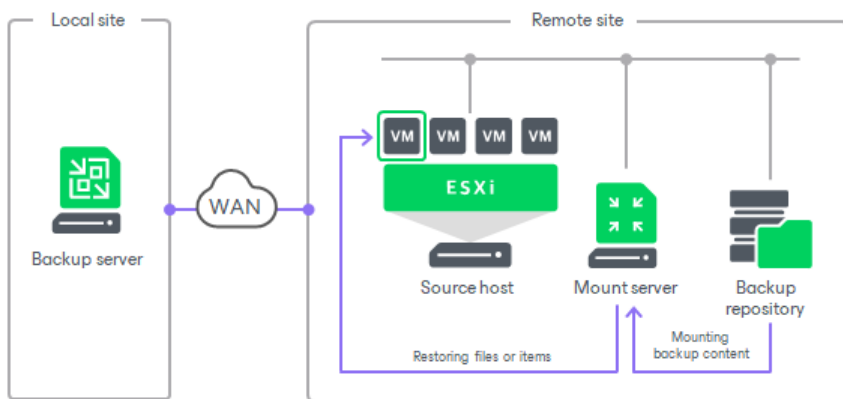 Local site
Remote site
VM VM VM VM
ESXi
WAN
Backup server
Source host
Mount server
Backup
repository
Mounting
backup content
Restoring files or items